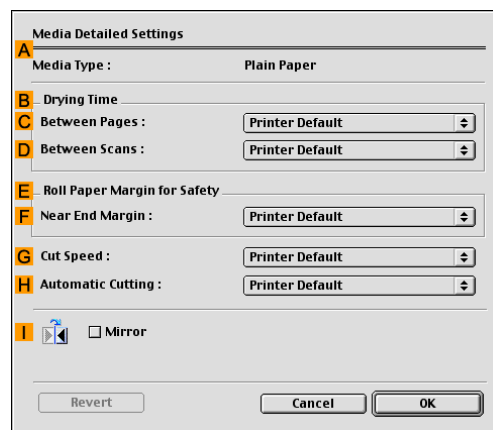 Media Detailed Settings
A
Media Type : Plain Paper
B Drying Time
C Between Pages : Printer Default
D Between Scans : Printer Default
E Roll Paper Margin for Safety
F Near End Margin : Printer Default
G Cut Speed : Printer Default
H Automatic Cutting : Printer Default
I Mirror
Revert Cancel OK